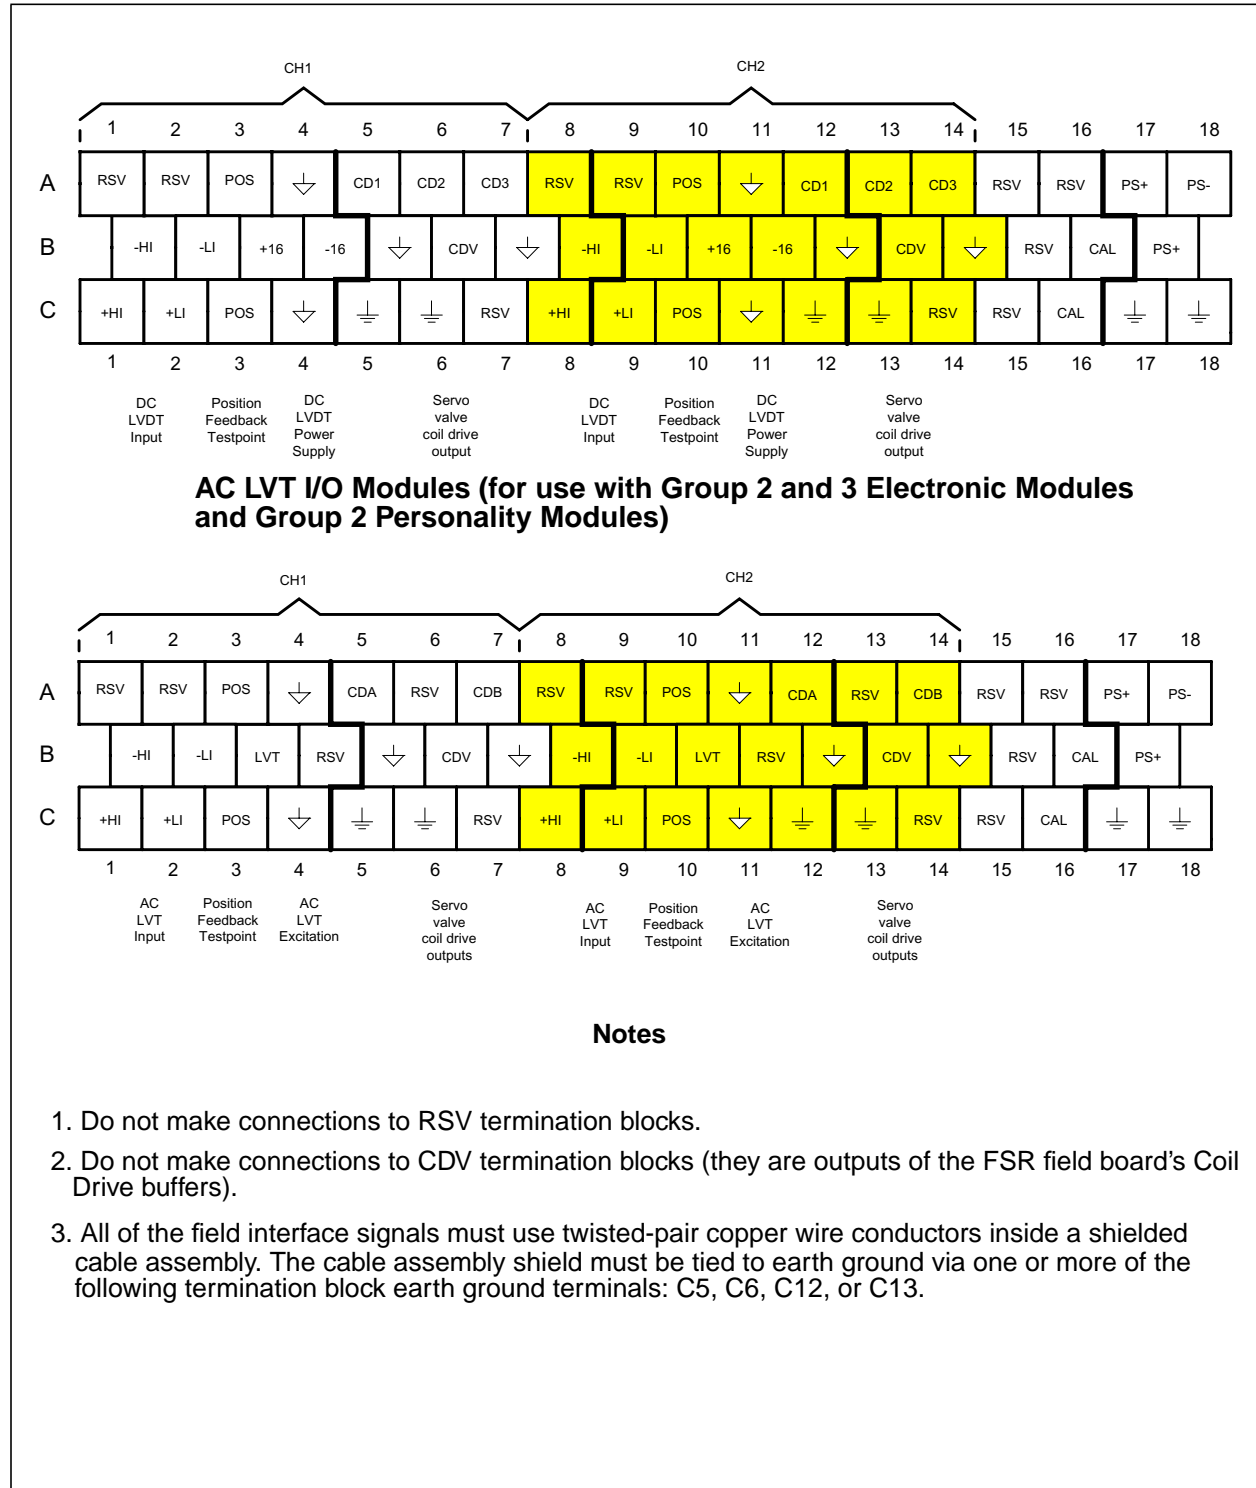 CH1 CH2
1 2 3 4 5 6 7 8 9 10 11 12 13 14 15 16 17 18
A RSV RSV POS CD1 CD2 CD3 RSV RSV POS CD1 CD2 CD3 RSV RSV PS+ PS-
B -HI -LI +16 -16 CDV -HI -LI +16 -16 CDV RSV CAL PS+
C +HI +LI POS RSV +HI +LI POS RSV RSV CAL
1 2 3 4 5 6 7 8 9 10 11 12 13 14 15 16 17 18
DC Position DC Servo DC Position DC Servo
LVDT Feedback LVDT valve LVDT Feedback LVDT valve
Input Testpoint Power coil drive Input Testpoint Power coil drive
Supply output Supply output
AC LVT I/O Modules (for use with Group 2 and 3 Electronic Modules
and Group 2 Personality Modules)
CH1 CH2
1 2 3 4 5 6 7 8 9 10 11 12 13 14 15 16 17 18
A RSV RSV POS CDA RSV CDB RSV RSV POS CDA RSV CDB RSV RSV PS+ PS-
B -HI -LI LVT RSV CDV -HI -LI LVT RSV CDV RSV CAL PS+
C +HI +LI POS RSV +HI +LI POS RSV RSV CAL
1 2 3 4 5 6 7 8 9 10 11 12 13 14 15 16 17 18
AC Position AC Servo AC Position AC Servo
LVT Feedback LVT valve LVT Feedback LVT valve
Input Testpoint Excitation coil drive Input Testpoint Excitation coil drive
outputs outputs
Notes
1. Do not make connections to RSV termination blocks.
2. Do not make connections to CDV termination blocks (they are outputs of the FSR field board's Coil
Drive buffers).
3. All of the field interface signals must use twisted-pair copper wire conductors inside a shielded
cable assembly. The cable assembly shield must be tied to earth ground via one or more of the
following termination block earth ground terminals: C5, C6, C12, or C13.